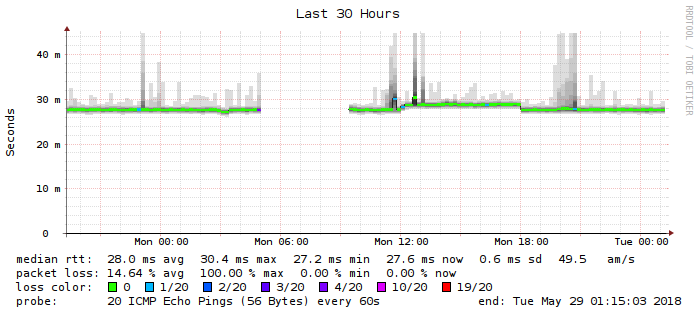 Last 30 Hours
RRDTOOL / TOBI OETIKER
Seconds
40 m
30 m
20 m
10 m
0
Mon 00:00 Mon 06:00 Mon 12:00 Mon 18:00 Tue 00:00
median rtt: 28.0 ms avg 30.4 ms max 27.2 ms min 27.6 ms now 0.6 ms sd 49.5 am/s
packet loss: 14.64 % avg 100.00 % max 0.00 % min 0.00 % now
loss color: 0 1/20 2/20 3/20 4/20 10/20 19/20
probe: 20 ICMP Echo Pings (56 Bytes) every 60s end: Tue May 29 01:15:03 2018